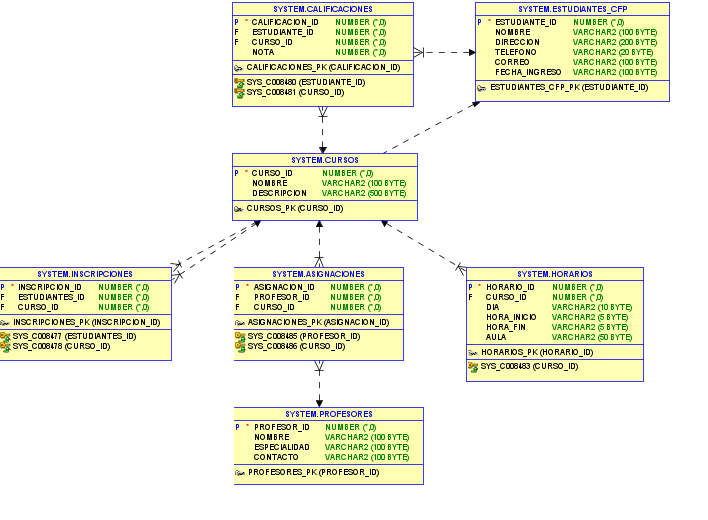 SYSTEM.CALIFICACIONES
P * CALIFICACION_ID NUMBER (*,0)
F ESTUDIANTE_ID NUMBER (*,0)
F CURSO_ID NUMBER (*,0)
NOTA NUMBER (*,0)
CALIFICACIONES_PK (CALIFICACION_ID)
SYS_C008480 (ESTUDIANTE_ID)
SYS_C008481 (CURSO_ID)
SYSTEM.ESTUDIANTES_CFP
P * ESTUDIANTE_ID NUMBER (*,0)
NOMBRE VARCHAR2 (100 BYTE)
DIRECCION VARCHAR2 (200 BYTE)
TELEFONO VARCHAR2 (20 BYTE)
CORREO VARCHAR2 (100 BYTE)
FECHA_INGRESO VARCHAR2 (100 BYTE)
ESTUDIANTES_CFP_PK (ESTUDIANTE_ID)
SYSTEM.CURSOS
P * CURSO_ID NUMBER (*,0)
NOMBRE VARCHAR2 (100 BYTE)
DESCRIPCION VARCHAR2 (500 BYTE)
CURSOS_PK (CURSO_ID)
SYSTEM.INSCRIPCIONES
P * INSCRIPCION_ID NUMBER (*,0)
F ESTUDIANTES_ID NUMBER (*,0)
F CURSO_ID NUMBER (*,0)
INSCRIPCIONES_PK (INSCRIPCION_ID)
SYS_C008477 (ESTUDIANTES_ID)
SYS_C008478 (CURSO_ID)
SYSTEM.ASIGNACIONES
P * ASIGNACION_ID NUMBER (*,0)
F PROFESOR_ID NUMBER (*,0)
F CURSO_ID NUMBER (*,0)
ASIGNACIONES_PK (ASIGNACION_ID)
SYS_C008485 (PROFESOR_ID)
SYS_C008486 (CURSO_ID)
SYSTEM.HORARIOS
P * HORARIO_ID NUMBER (*,0)
F CURSO_ID NUMBER (*,0)
DIA VARCHAR2 (10 BYTE)
HORA_INICIO VARCHAR2 (5 BYTE)
HORA_FIN VARCHAR2 (5 BYTE)
AULA VARCHAR2 (50 BYTE)
HORARIOS_PK (HORARIO_ID)
SYS_C008483 (CURSO_ID)
SYSTEM.PROFESORES
P * PROFESOR_ID NUMBER (*,0)
NOMBRE VARCHAR2 (100 BYTE)
ESPECIALIDAD VARCHAR2 (100 BYTE)
CONTACTO VARCHAR2 (100 BYTE)
PROFESORES_PK (PROFESOR_ID)